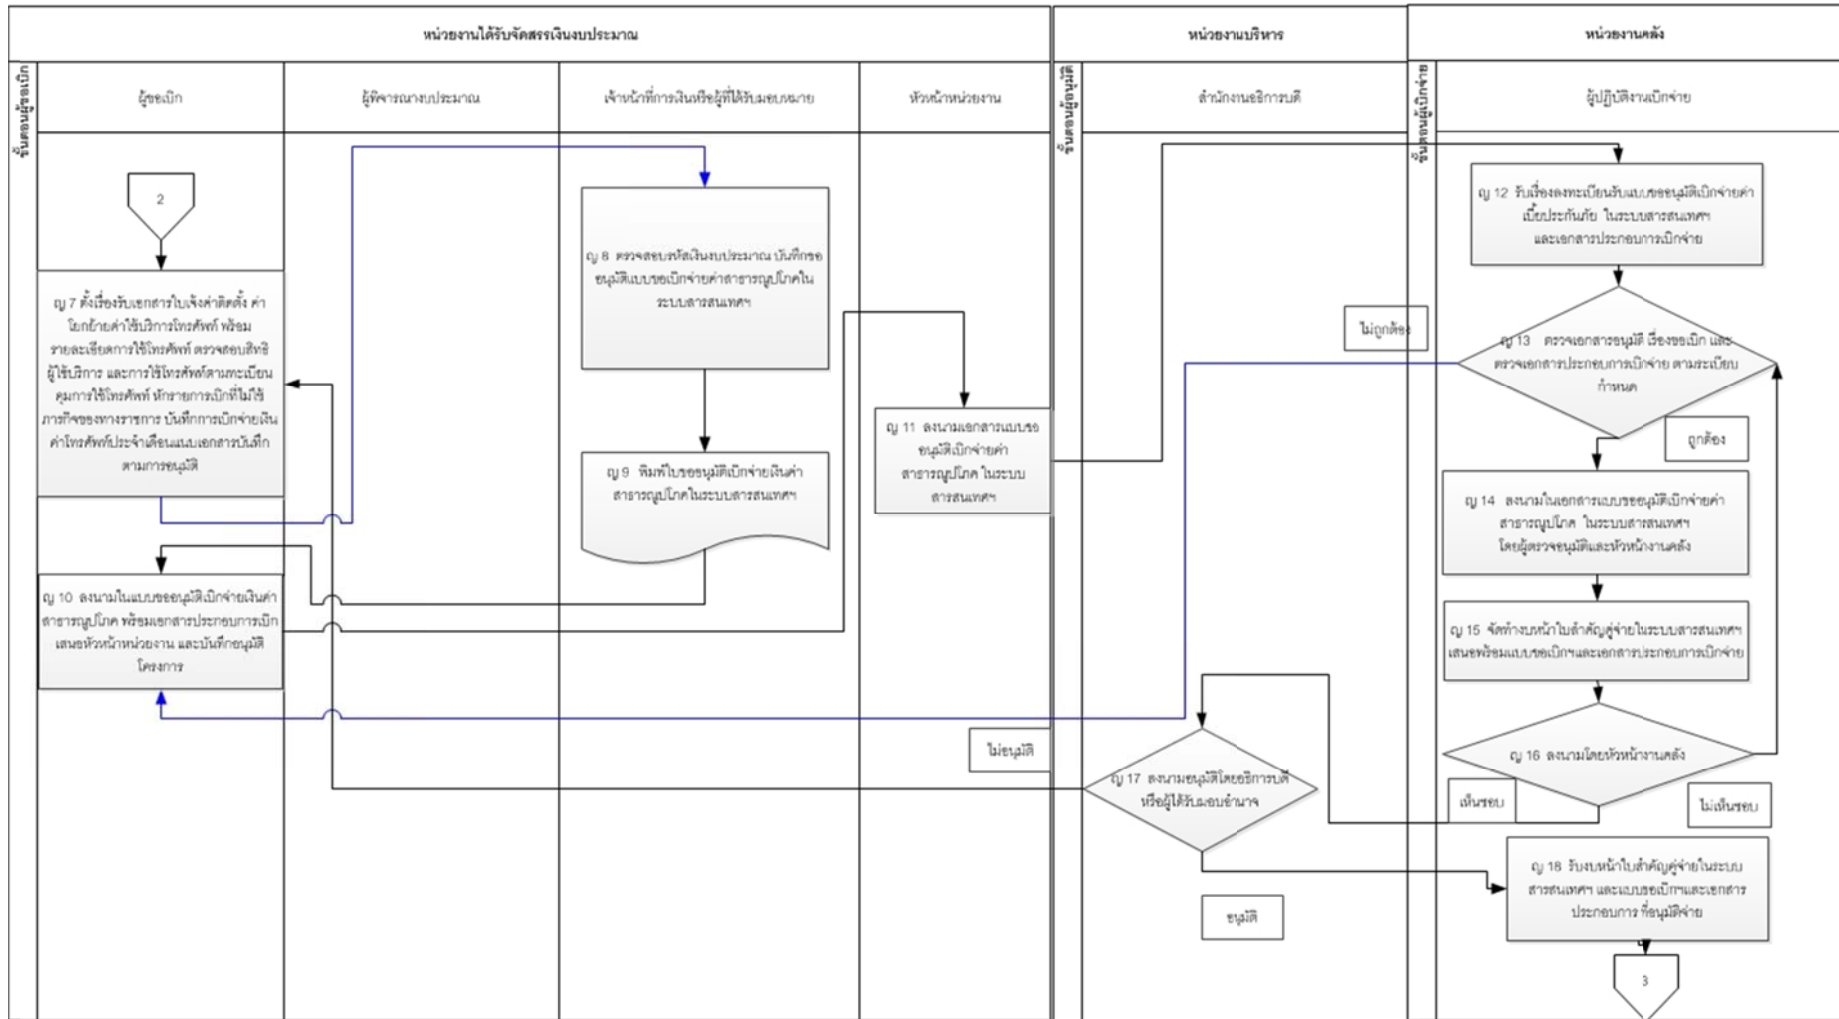 หน่วยงานได้รับจัดสรรเงินงบประมาณ
หน่วยงานบริหาร
หน่วยงานคลัง
ขั้นตอนผู้ขอเบิก
ผู้ขอเบิก
ผู้พิจารณางบประมาณ
เจ้าหน้าที่การเงินหรือผู้ที่ได้รับมอบหมาย
หัวหน้าหน่วยงาน
ขั้นตอนผู้อนุมัติ
สำนักงานอธิการบดี
ขั้นตอนผู้เบิกจ่าย
ผู้ปฏิบัติงานเบิกจ่าย
2
ญ 7 ตั้งเรื่องรับเอกสารใบแจ้งค่าติดตั้ง ค่า
โยกย้ายค่าใช้บริการโทรศัพท์ พร้อม
รายละเอียดการใช้โทรศัพท์ ตรวจสอบสิทธิ
ผู้ใช้บริการ และการใช้โทรศัพท์ตามทะเบียน
คุมการใช้โทรศัพท์ หักรายการเบิกที่ไม่ใช้
ภารกิจของทางราชการ บันทึกการเบิกจ่ายเงิน
ค่าโทรศัพท์ประจำเดือนแนบเอกสารบันทึก
ตามการอนุมัติ
ญ 8 ตรวจสอบรหัสเงินงบประมาณ บันทึกขอ
อนุมัติแบบขอเบิกจ่ายค่าสาธารณูปโภคใน
ระบบสารสนเทศฯ
ญ 9 พิมพ์ใบขออนุมัติเบิกจ่ายเงินค่า
สาธารณูปโภคในระบบสารสนเทศฯ
ญ 10 ลงนามในแบบขออนุมัติเบิกจ่ายเงินค่า
สาธารณูปโภค พร้อมเอกสารประกอบการเบิก
เสนอหัวหน้าหน่วยงาน และบันทึกอนุมัติ
โครงการ
ญ 11 ลงนามเอกสารแบบขอ
อนุมัติเบิกจ่ายค่า
สาธารณูปโภค ในระบบ
สารสนเทศฯ
ญ 12 รับเรื่องลงทะเบียนรับแบบขออนุมัติเบิกจ่ายค่า
เบี้ยประกันภัย ในระบบสารสนเทศฯ
และเอกสารประกอบการเบิกจ่าย
ไม่ถูกต้อง
ญ 13 ตรวจเอกสารอนุมัติ เรื่องขอเบิก และ
ตรวจเอกสารประกอบการเบิกจ่าย ตามระเบียบ
กำหนด
ถูกต้อง
ญ 14 ลงนามในเอกสารแบบขออนุมัติเบิกจ่ายค่า
สาธารณูปโภค ในระบบสารสนเทศฯ
โดยผู้ตรวจอนุมัติและหัวหน้างานคลัง
ญ 15 จัดทำงบหน้าใบสำคัญคู่จ่ายในระบบสารสนเทศฯ
เสนอพร้อมแบบขอเบิกฯและเอกสารประกอบการเบิกจ่าย
ญ 16 ลงนามโดยหัวหน้างานคลัง
เห็นชอบ
ไม่เห็นชอบ
ไม่อนุมัติ
ญ 17 ลงนามอนุมัติโดยอธิการบดี
หรือผู้ได้รับมอบอำนาจ
อนุมัติ
ญ 18 รับงบหน้าใบสำคัญคู่จ่ายในระบบ
สารสนเทศฯ และแบบขอเบิกฯและเอกสาร
ประกอบการ ที่อนุมัติจ่าย
3